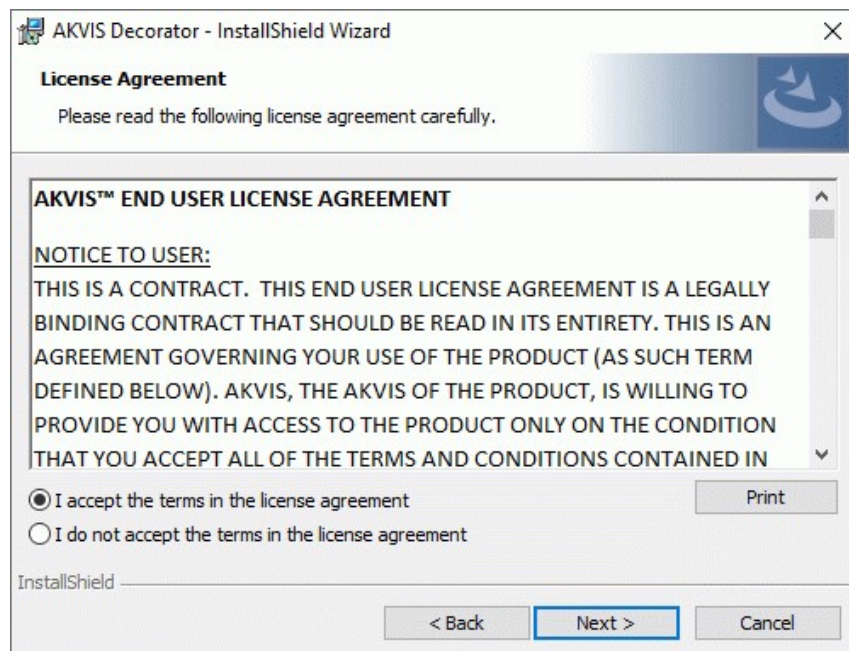 AKVIS Decorator - InstallShield Wizard
License Agreement
Please read the following license agreement carefully.
AKVIS™ END USER LICENSE AGREEMENT
NOTICE TO USER:
THIS IS A CONTRACT.  THIS END USER LICENSE AGREEMENT IS A LEGALLY
BINDING CONTRACT THAT SHOULD BE READ IN ITS ENTIRETY. THIS IS AN
AGREEMENT GOVERNING YOUR USE OF THE PRODUCT (AS SUCH TERM
DEFINED BELOW). AKVIS, THE AKVIS OF THE PRODUCT, IS WILLING TO
PROVIDE YOU WITH ACCESS TO THE PRODUCT ONLY ON THE CONDITION
THAT YOU ACCEPT ALL OF THE TERMS AND CONDITIONS CONTAINED IN
I accept the terms in the license agreement
Print
I do not accept the terms in the license agreement
InstallShield
< Back
Next >
Cancel